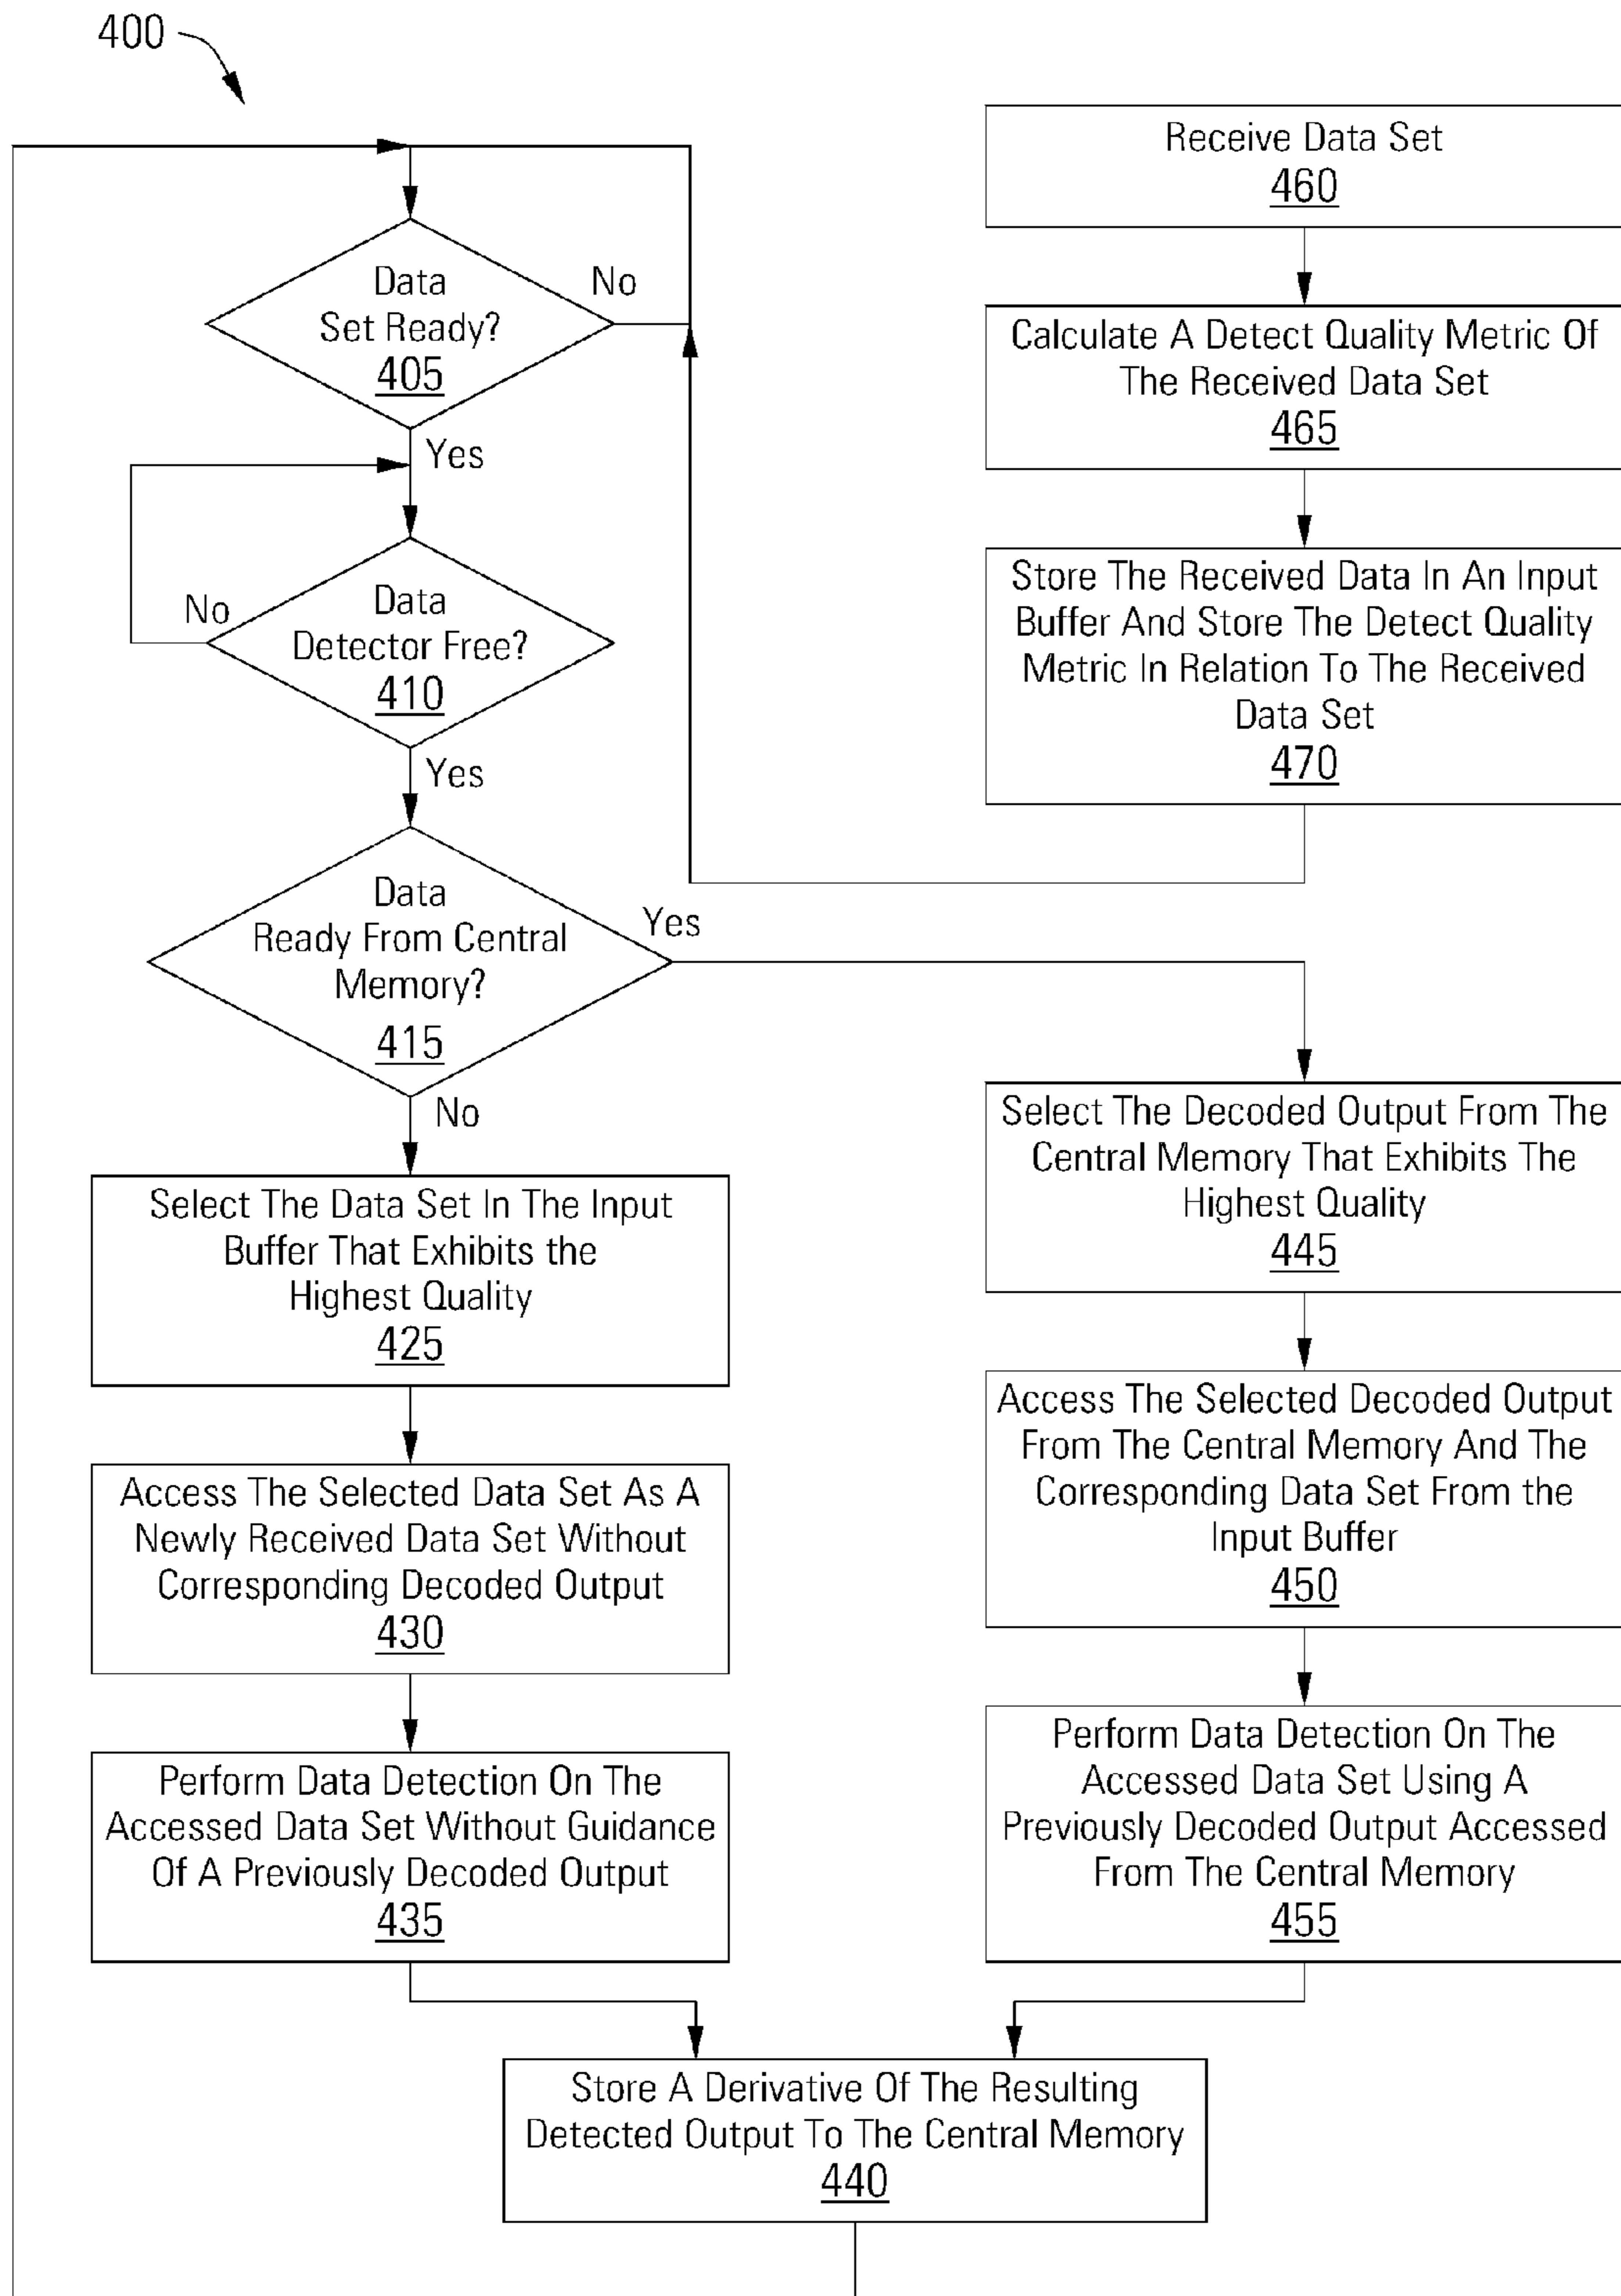 400
Data
Set Ready?
405
No
Yes
Data
Detector Free?
410
No
Yes
Data
Ready From Central
Memory?
415
Yes
No
Select The Data Set In The Input
Buffer That Exhibits the
Highest Quality
425
Access The Selected Data Set As A
Newly Received Data Set Without
Corresponding Decoded Output
430
Perform Data Detection On The
Accessed Data Set Without Guidance
Of A Previously Decoded Output
435
Receive Data Set
460
Calculate A Detect Quality Metric Of
The Received Data Set
465
Store The Received Data In An Input
Buffer And Store The Detect Quality
Metric In Relation To The Received
Data Set
470
Select The Decoded Output From The
Central Memory That Exhibits The
Highest Quality
445
Access The Selected Decoded Output
From The Central Memory And The
Corresponding Data Set From the
Input Buffer
450
Perform Data Detection On The
Accessed Data Set Using A
Previously Decoded Output Accessed
From The Central Memory
455
Store A Derivative Of The Resulting
Detected Output To The Central Memory
440